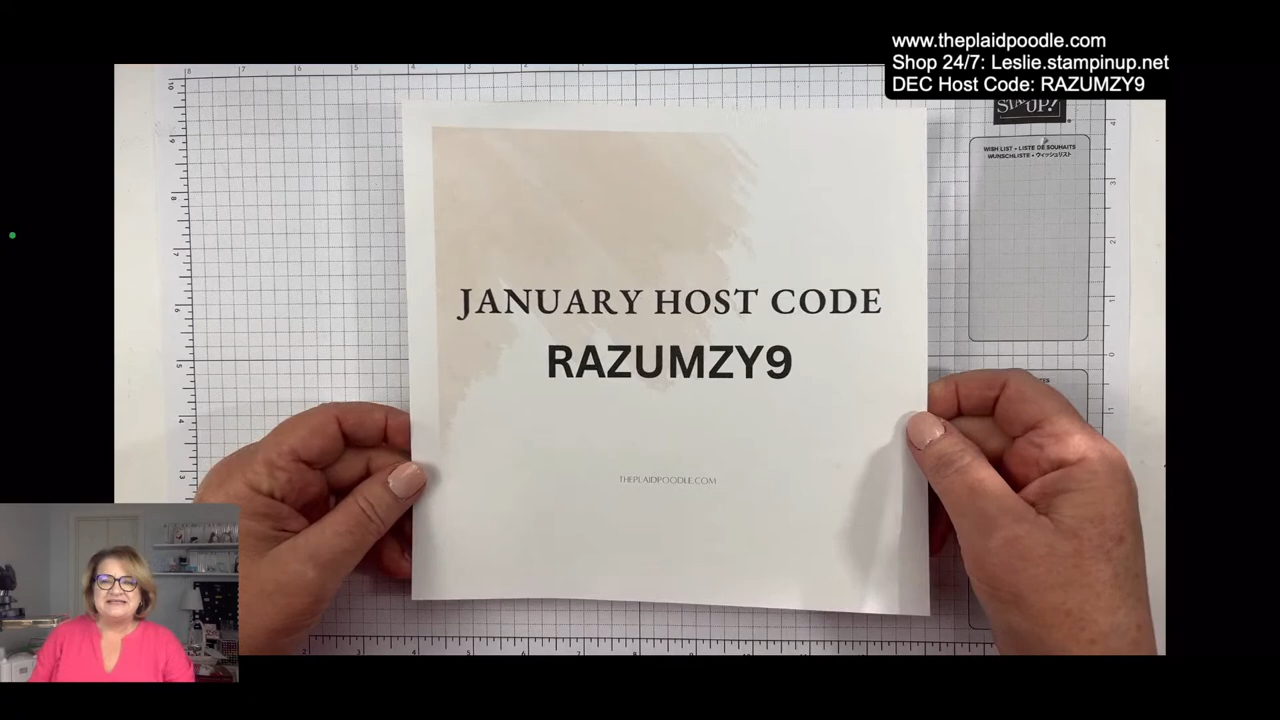 www.theplaidpoodle.com
Shop 24/7: Leslie.stampinup.net
DEC Host Code: RAZUMZY9
UP!
WISH LIST • LISTE DE SOUHAITS
WUNSCHLISTE • ウィッシュリスト
JANUARY HOST CODE
RAZUMZY9
THEPLAIDPOODLE.COM